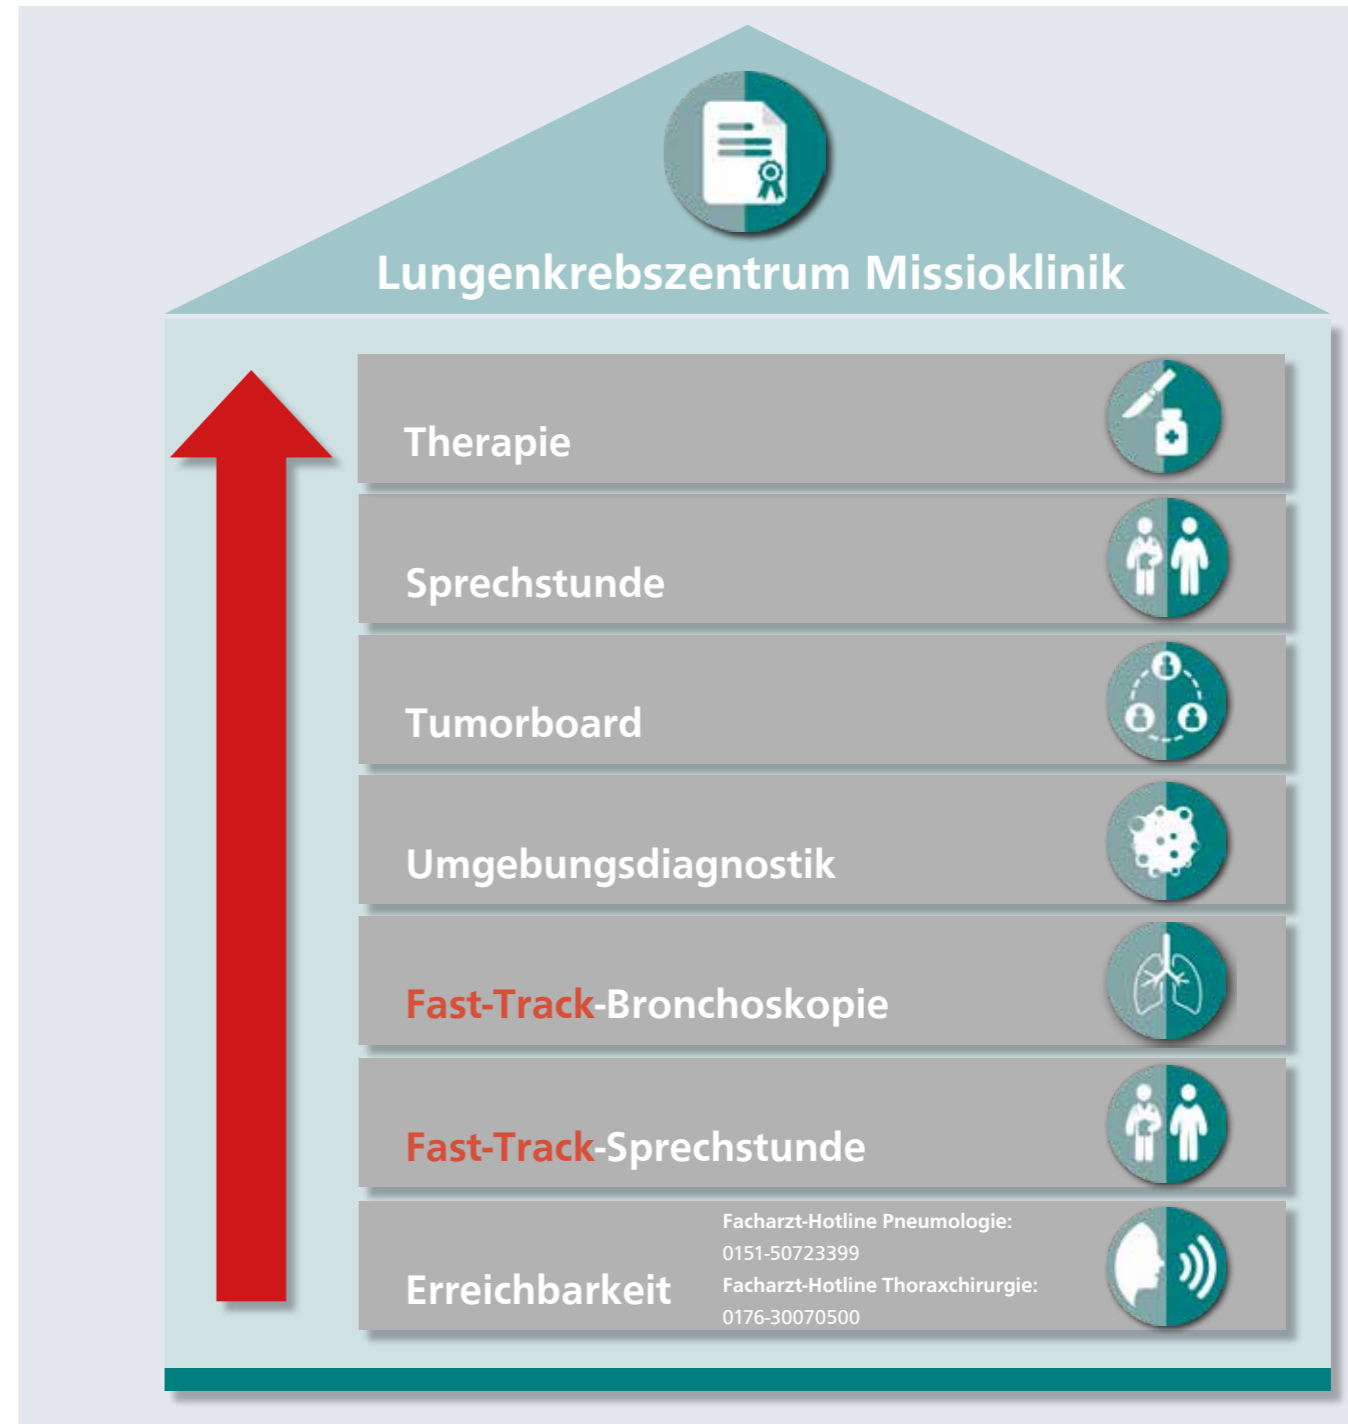 Lungenkrebszentrum Missioklinik
Therapie
Sprechstunde
Tumorboard
Umgebungsdiagnostik
Fast-Track-Bronchoskopie
Fast-Track-Sprechstunde
Erreichbarkeit
Facharzt-Hotline Pneumologie:
0151-50723399
Facharzt-Hotline Thoraxchirurgie:
0176-30070500